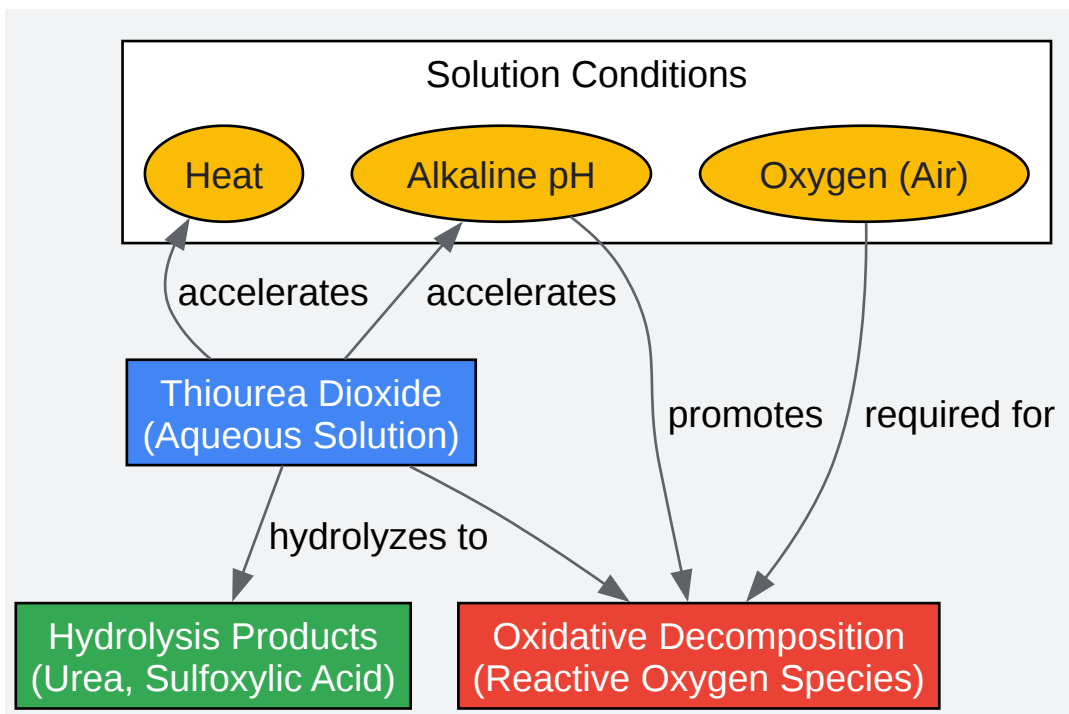 Solution Conditions
Heat
Alkaline pH
Oxygen (Air)
accelerates
accelerates
Thiourea Dioxide
(Aqueous Solution)
promotes
required for
hydrolyzes to
Hydrolysis Products
(Urea, Sulfoxylic Acid)
Oxidative Decomposition
(Reactive Oxygen Species)